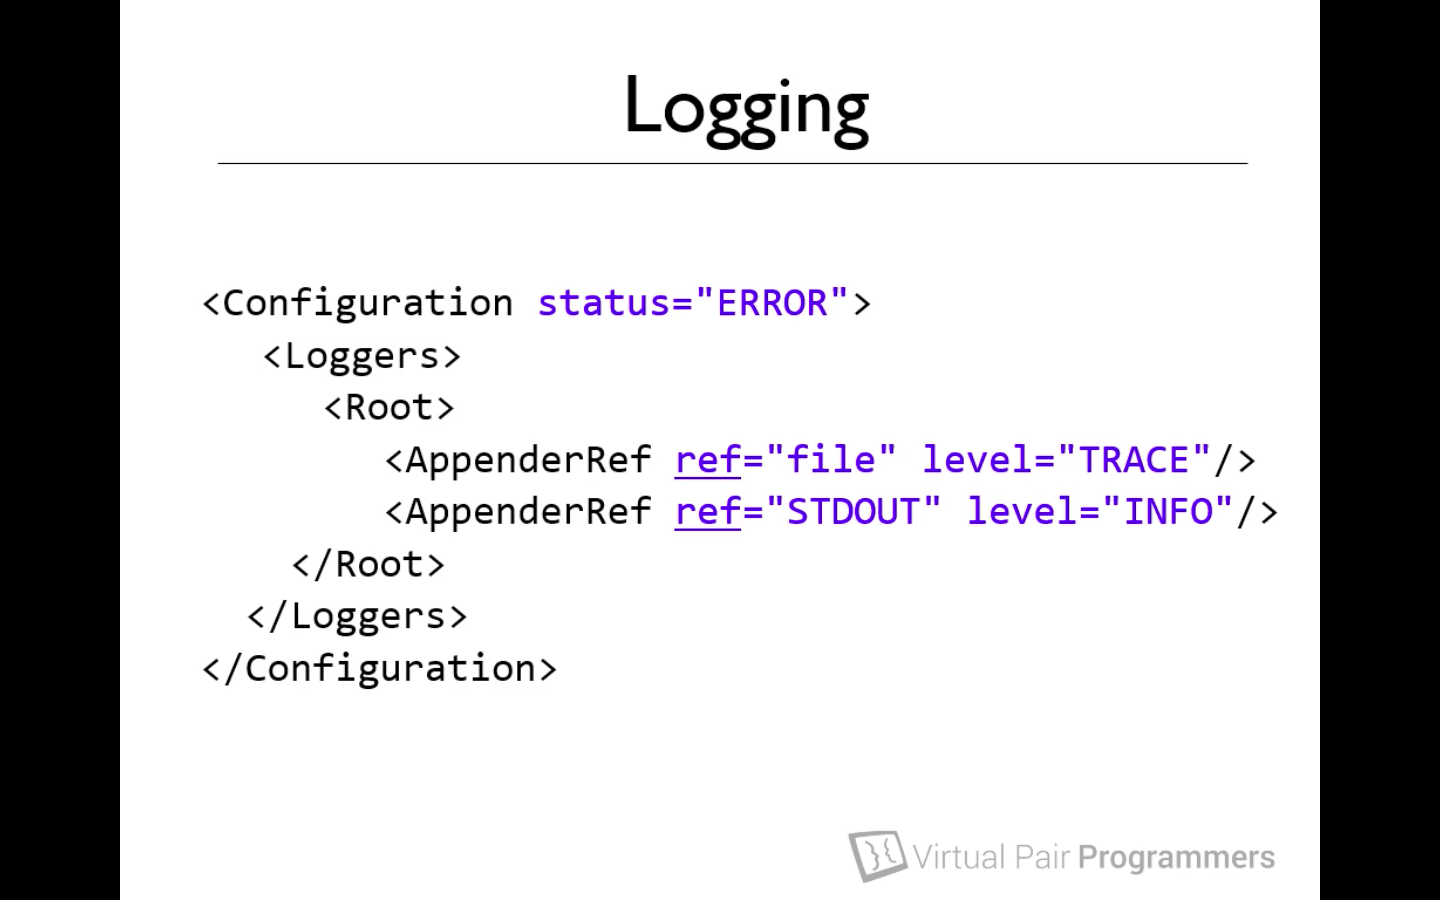 Logging
<Configuration status="ERROR">
<Loggers>
<Root>
<AppenderRef ref="file" level="TRACE"/>
<AppenderRef ref="STDOUT" level="INFO"/>
</Root>
</Loggers>
</Configuration>
Virtual Pair Programmers